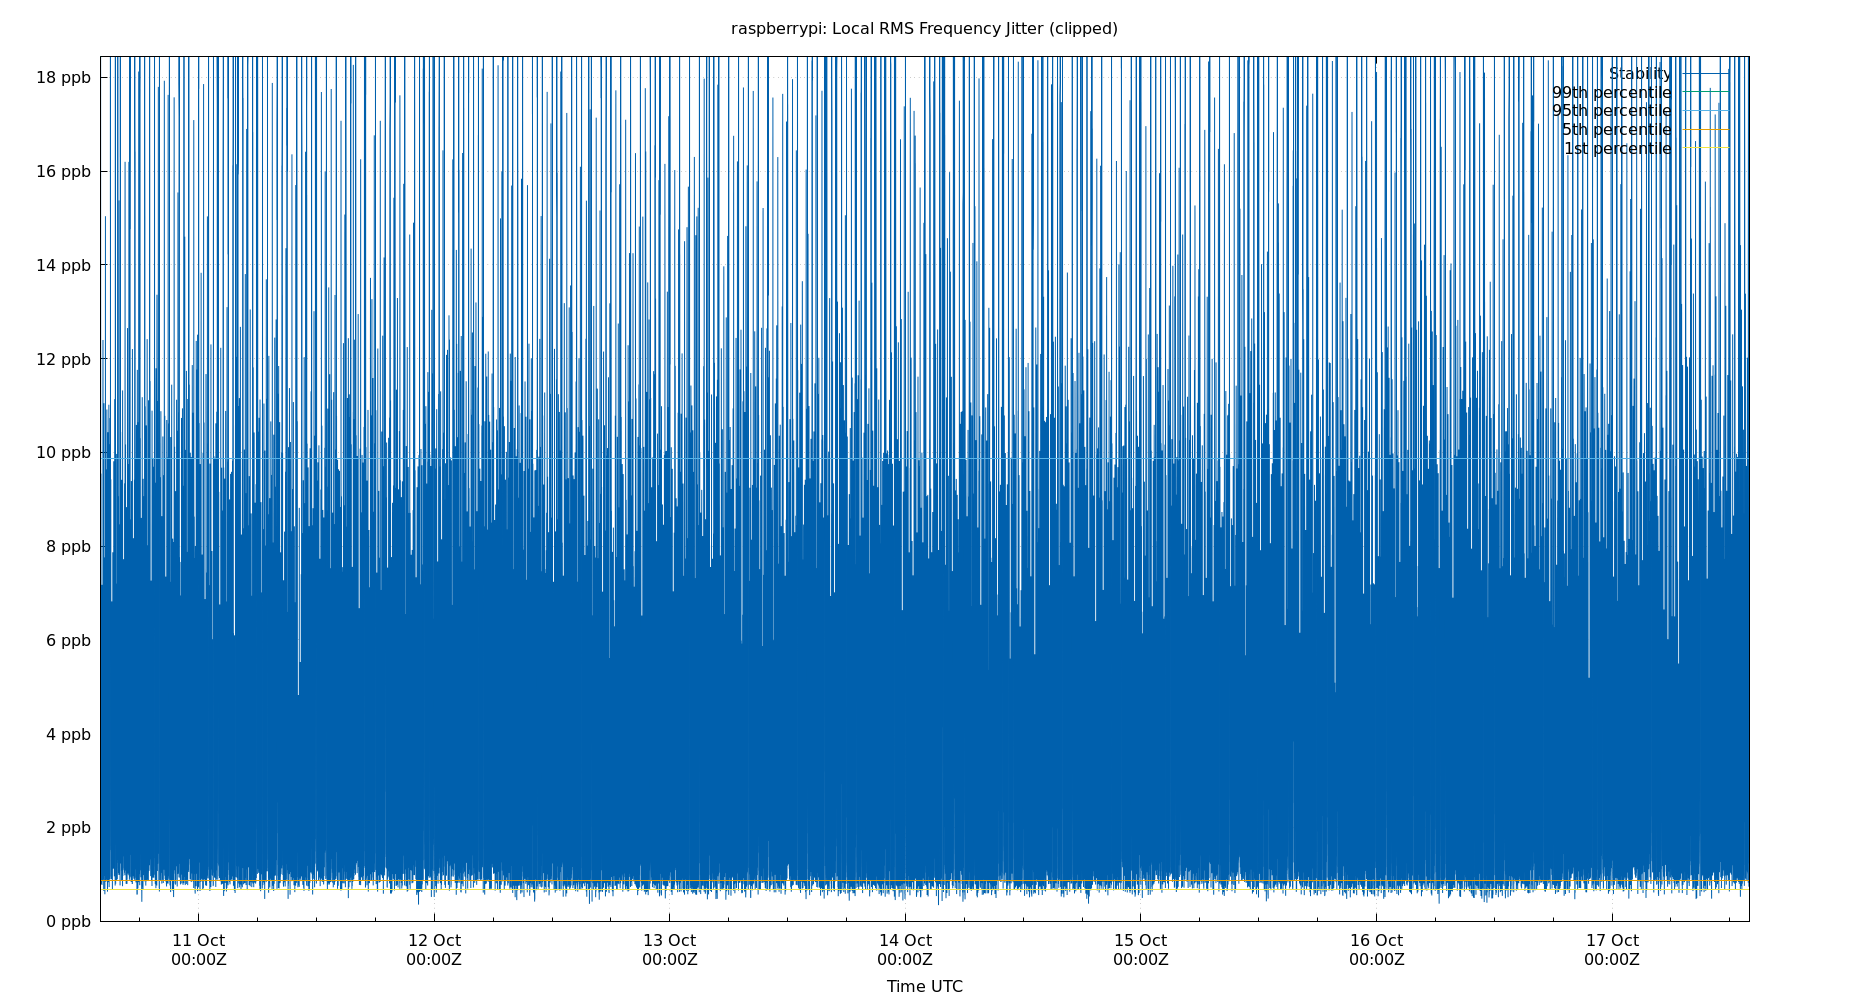 raspberrypi: Local RMS Frequency Jitter (clipped)
18 ppb
16 ppb
14 ppb
12 ppb
10 ppb
8 ppb
6 ppb
4 ppb
2 ppb
0 ppb
Stability
99th percentile
95th percentile
5th percentile
1st percentile
11 Oct 12 Oct 13 Oct 14 Oct 15 Oct 16 Oct 17 Oct
00:00Z 00:00Z 00:00Z 00:00Z 00:00Z 00:00Z 00:00Z
Time UTC